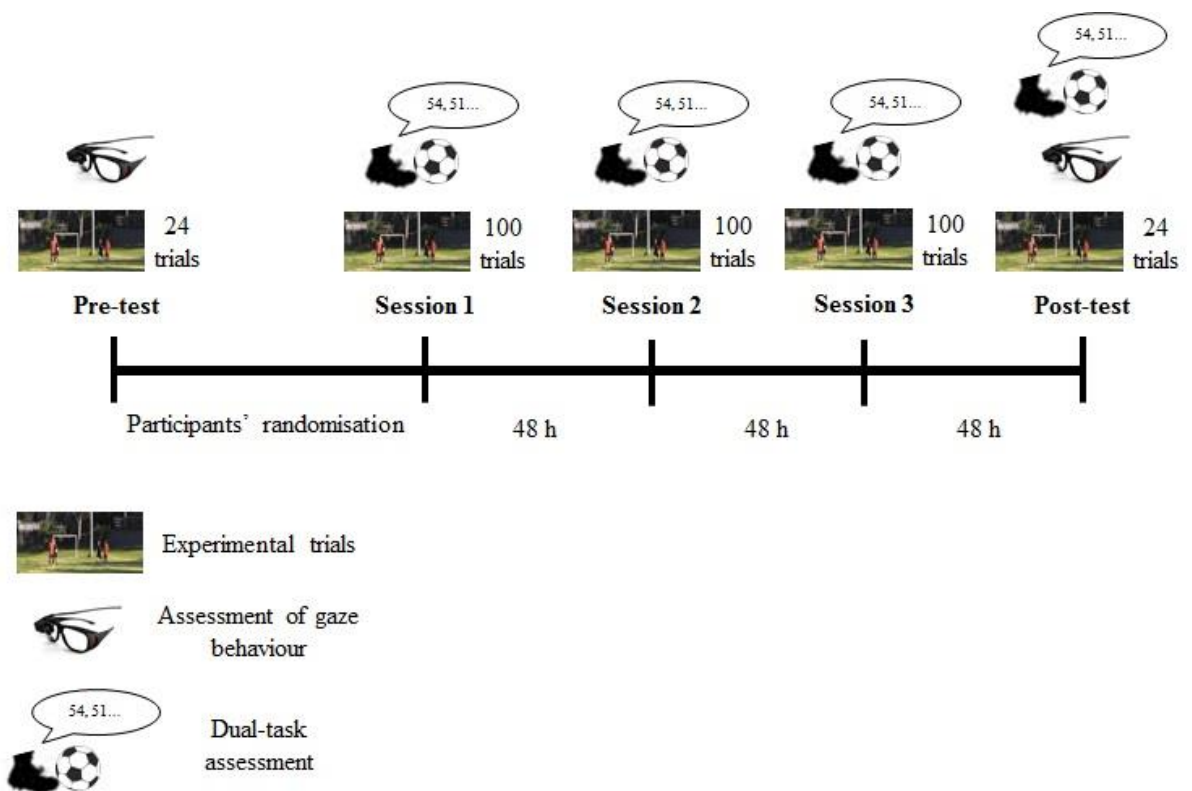 54, 51...
54, 51...
54, 51...
54, 51...
24
trials
100
trials
100
trials
100
trials
24
trials
Pre-test
Session 1
Session 2
Session 3
Post-test
Participants' randomisation
48 h
48 h
48 h
Experimental trials
Assessment of gaze
behaviour
54, 51...
Dual-task
assessment